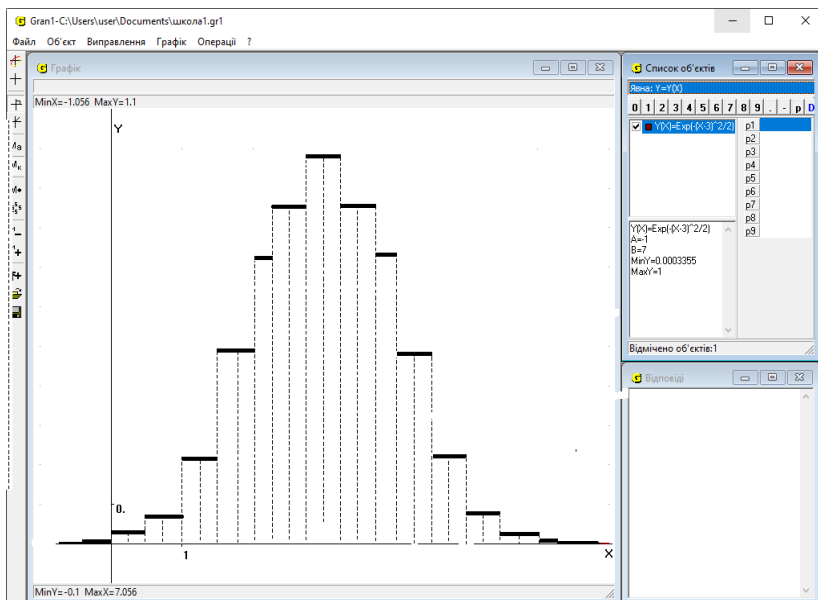 Gran1-C:\Users\user\Documents\школа1.gr1
Файл Об'єкт Виправлення Графік Операції ?
Графік
MinX=-1.056 MaxY=1.1
Y
0.
1
X
MinY=-0.1 MaxX=7.056
Список об'єктів
Явна: Y=Y(X)
0 1 2 3 4 5 6 7 8 9 . - p D
Y(X)=Exp(-(X-3)^2/2)
p1
p2
p3
p4
p5
p6
p7
p8
p9
Y(X)=Exp(-(X-3)^2/2)
A=-1
B=7
MinY=0.0003355
MaxY=1
Відмічено об'єктів:1
Відповіді